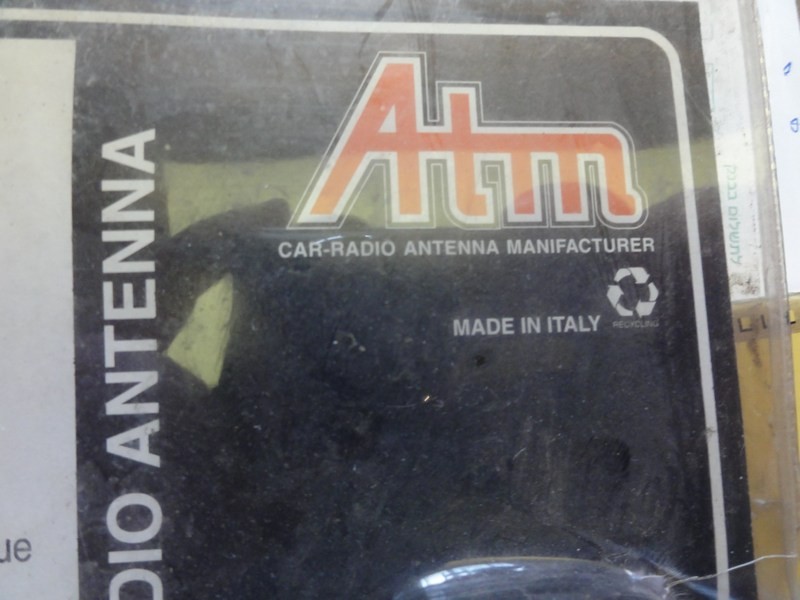 Atm
CAR-RADIO ANTENNA MANIFACTURER
MADE IN ITALY
RECYCLING
DIO ANTENNA
ue